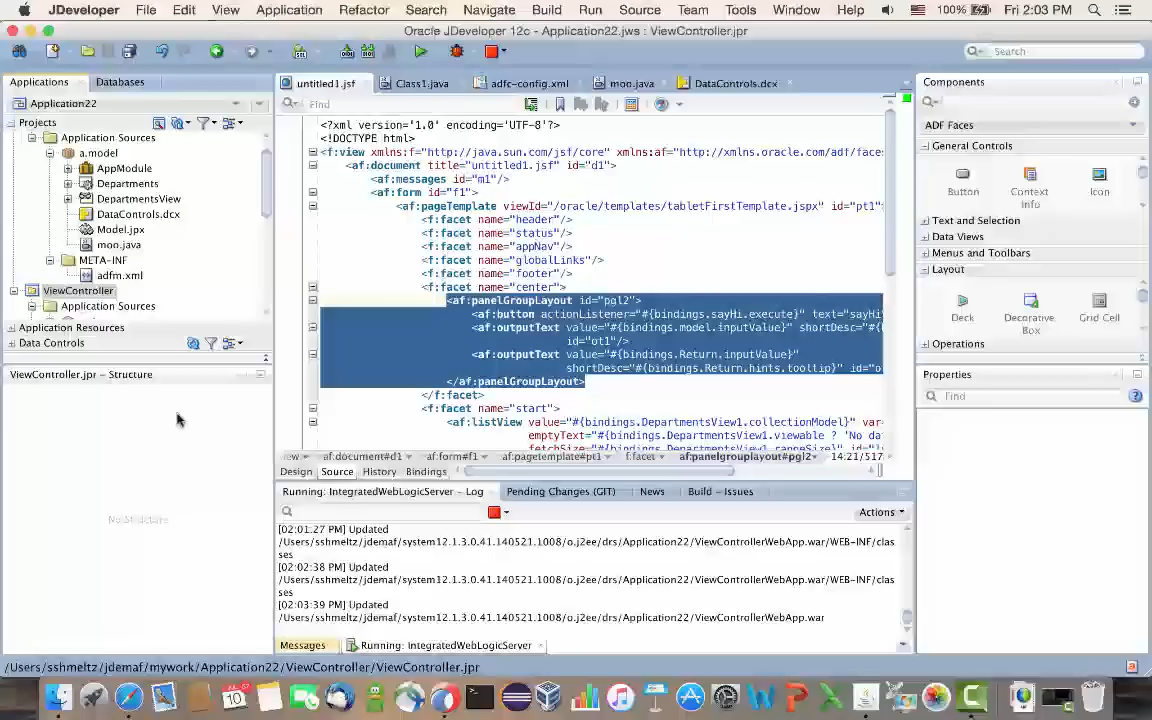 JDeveloper File Edit View Application Refactor Search Navigate Build Run Source Team Tools Window Help 100% Fri 2:03 PM
Oracle JDeveloper 12c - Application22.jws : ViewController.jpr
Search
Applications Databases
Application22
Projects
Application Sources
a.model
AppModule
Departments
DepartmentsView
DataControls.dcx
Model.jpx
moo.java
META-INF
adfm.xml
ViewController
Application Sources
Application Resources
Data Controls
ViewController.jpr - Structure
No Structure
untitled1.jsf Class1.java adfc-config.xml moo.java DataControls.dcx
Find
<?xml version='1.0' encoding='UTF-8'?>
<!DOCTYPE html>
<f:view xmlns:f="http://java.sun.com/jsf/core" xmlns:af="http://xmlns.oracle.com/adf/face
<af:document title="untitled1.jsf" id="d1">
<af:messages id="m1"/>
<af:form id="f1">
<af:pageTemplate viewId="/oracle/templates/tabletFirstTemplate.jspx" id="pt1"
<f:facet name="header"/>
<f:facet name="status"/>
<f:facet name="appNav"/>
<f:facet name="globalLinks"/>
<f:facet name="footer"/>
<f:facet name="center">
<af:panelGroupLayout id="pgl2">
<af:button actionListener="#{bindings.sayHi.execute}" text="sayHi
<af:outputText value="#{bindings.model.inputValue}" shortDesc="#{
id="ot1"/>
<af:outputText value="#{bindings.Return.inputValue}"
shortDesc="#{bindings.Return.hints.tooltip}" id="o
</af:panelGroupLayout>
</f:facet>
<f:facet name="start">
<af:listView value="#{bindings.DepartmentsView1.collectionModel}" var=
emptyText="#{bindings.DepartmentsView1.viewable ? 'No da
fetchSize="#{bindings.DepartmentsView1.rangeSize}"
af:document#d1 af:form#f1 af:pagetemplate#pt1 f:facet af:panelgrouplayout#pgl2 14:21/517
Design Source History Bindings
Running: IntegratedWebLogicServer - Log Pending Changes (GIT) News Build - Issues
Actions
[02:01:27 PM] Updated
/Users/sshmeltz/jdemaf/system12.1.3.0.41.140521.1008/o.j2ee/drs/Application22/ViewControllerWebApp.war/WEB-INF/clas
ses
[02:02:38 PM] Updated
/Users/sshmeltz/jdemaf/system12.1.3.0.41.140521.1008/o.j2ee/drs/Application22/ViewControllerWebApp.war/WEB-INF/clas
ses
[02:03:39 PM] Updated
/Users/sshmeltz/jdemaf/system12.1.3.0.41.140521.1008/o.j2ee/drs/Application22/ViewControllerWebApp.war
Messages Running: IntegratedWebLogicServer
Components
ADF Faces
General Controls
Button Context Info Icon
Text and Selection
Data Views
Menus and Toolbars
Layout
Deck Decorative Box Grid Cell
Operations
Properties
Find
/Users/sshmeltz/jdemaf/mywork/Application22/ViewController/ViewController.jpr
10